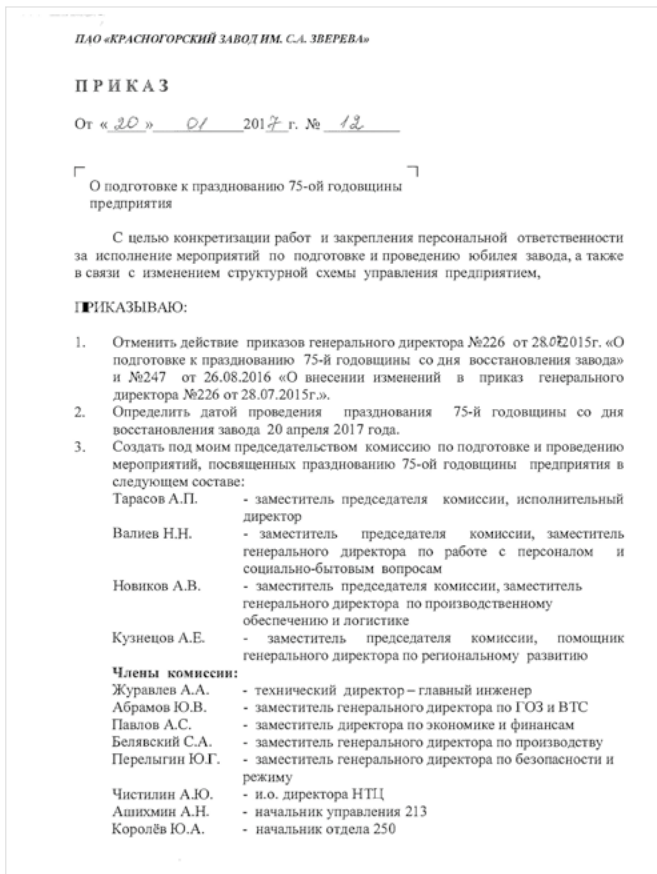 ПАО «КРАСНОГОРСКИЙ ЗАВОД ИМ. С.А. ЗВЕРЕВА»
ПРИКАЗ
От «20» 01 2017 г. № 12
О подготовке к празднованию 75-ой годовщины
предприятия
С целью конкретизации работ и закрепления персональной ответственности
за исполнение мероприятий по подготовке и проведению юбилея завода, а также
в связи с изменением структурной схемы управления предприятием,
ПРИКАЗЫВАЮ:
1. Отменить действие приказов генерального директора №226 от 28.072015г. «О
подготовке к празднованию 75-й годовщины со дня восстановления завода»
и №247 от 26.08.2016 «О внесении изменений в приказ генерального
директора №226 от 28.07.2015г.».
2. Определить датой проведения празднования 75-й годовщины со дня
восстановления завода 20 апреля 2017 года.
3. Создать под моим председательством комиссию по подготовке и проведению
мероприятий, посвященных празднованию 75-ой годовщины предприятия в
следующем составе:
Тарасов А.П. - заместитель председателя комиссии, исполнительный
директор
Валиев Н.Н. - заместитель председателя комиссии, заместитель
генерального директора по работе с персоналом и
социально-бытовым вопросам
Новиков А.В. - заместитель председателя комиссии, заместитель
генерального директора по производственному
обеспечению и логистике
Кузнецов А.Е. - заместитель председателя комиссии, помощник
генерального директора по региональному развитию
Члены комиссии:
Журавлев А.А. - технический директор – главный инженер
Абрамов Ю.В. - заместитель генерального директора по ГОЗ и ВТС
Павлов А.С. - заместитель директора по экономике и финансам
Белявский С.А. - заместитель генерального директора по производству
Перелыгин Ю.Г. - заместитель генерального директора по безопасности и
режиму
Чистилин А.Ю. - и.о. директора НТЦ
Ашихмин А.Н. - начальник управления 213
Королёв Ю.А. - начальник отдела 250